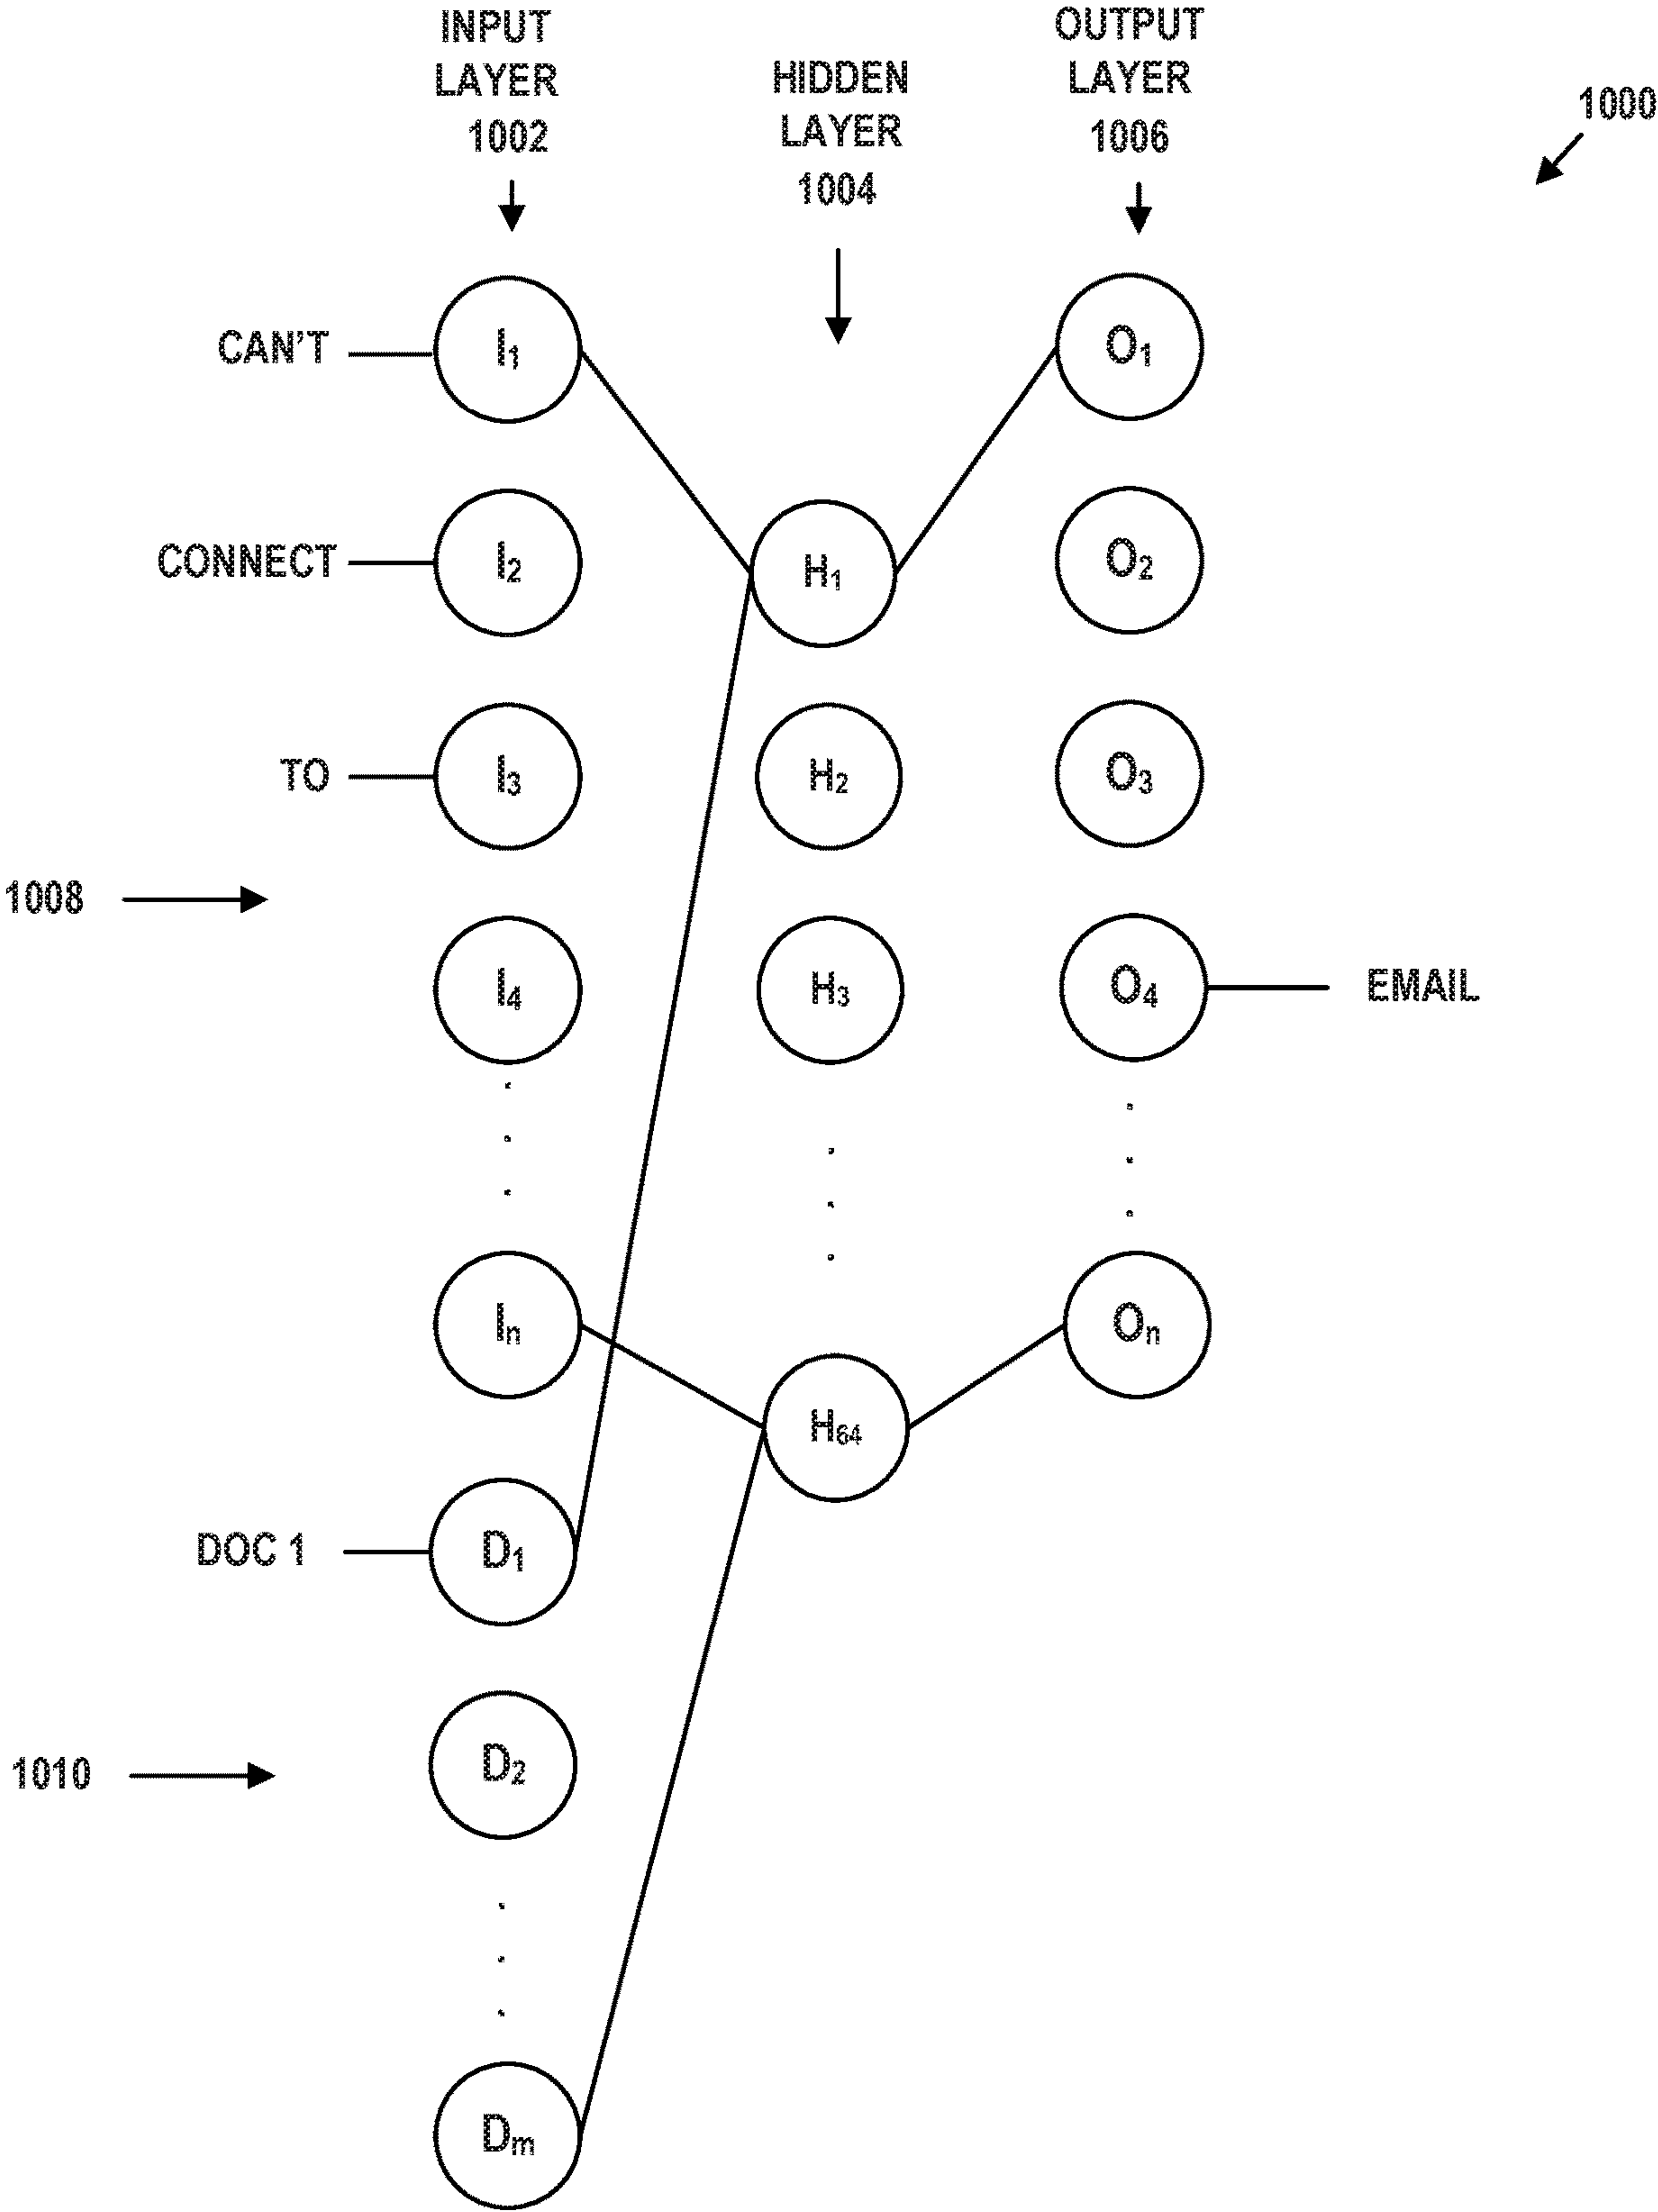 INPUT
LAYER
1002
HIDDEN
LAYER
1004
OUTPUT
LAYER
1006
1000
CAN'T
I1
O1
CONNECT
I2
H1
O2
TO
I3
H2
O3
1008
I4
H3
O4
EMAIL
In
On
H64
DOC 1
D1
1010
D2
Dm